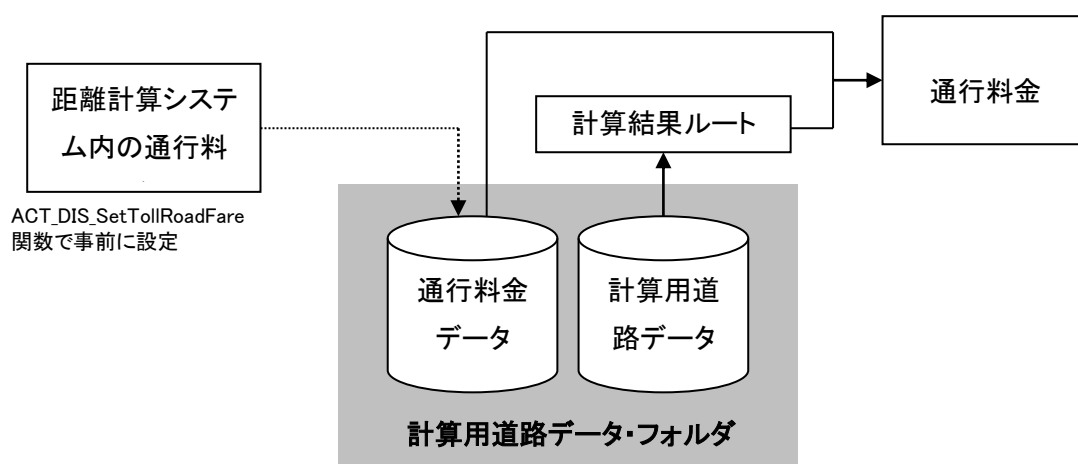 距離計算システ
ム内の通行料
ACT_DIS_SetTollRoadFare
関数で事前に設定
計算結果ルート
通行料金
通行料金
データ
計算用道
路データ
計算用道路データ・フォルダ